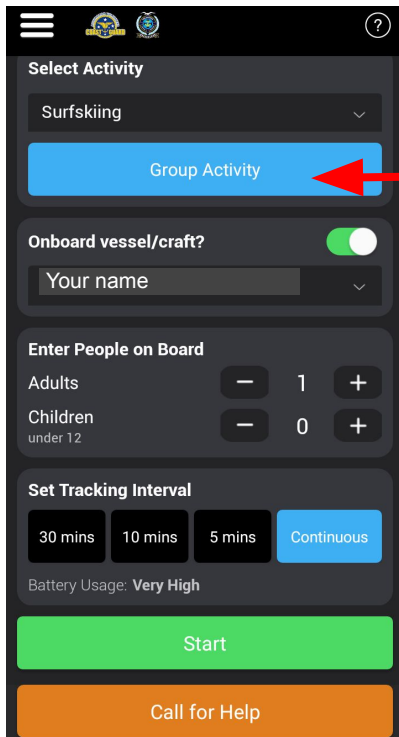 ?
Select Activity
Surfskiing
Group Activity
Onboard vessel/craft?
Your name
Enter People on Board
Adults
− 1 +
Children
under 12
− 0 +
Set Tracking Interval
30 mins 10 mins 5 mins Continuous
Battery Usage: Very High
Start
Call for Help